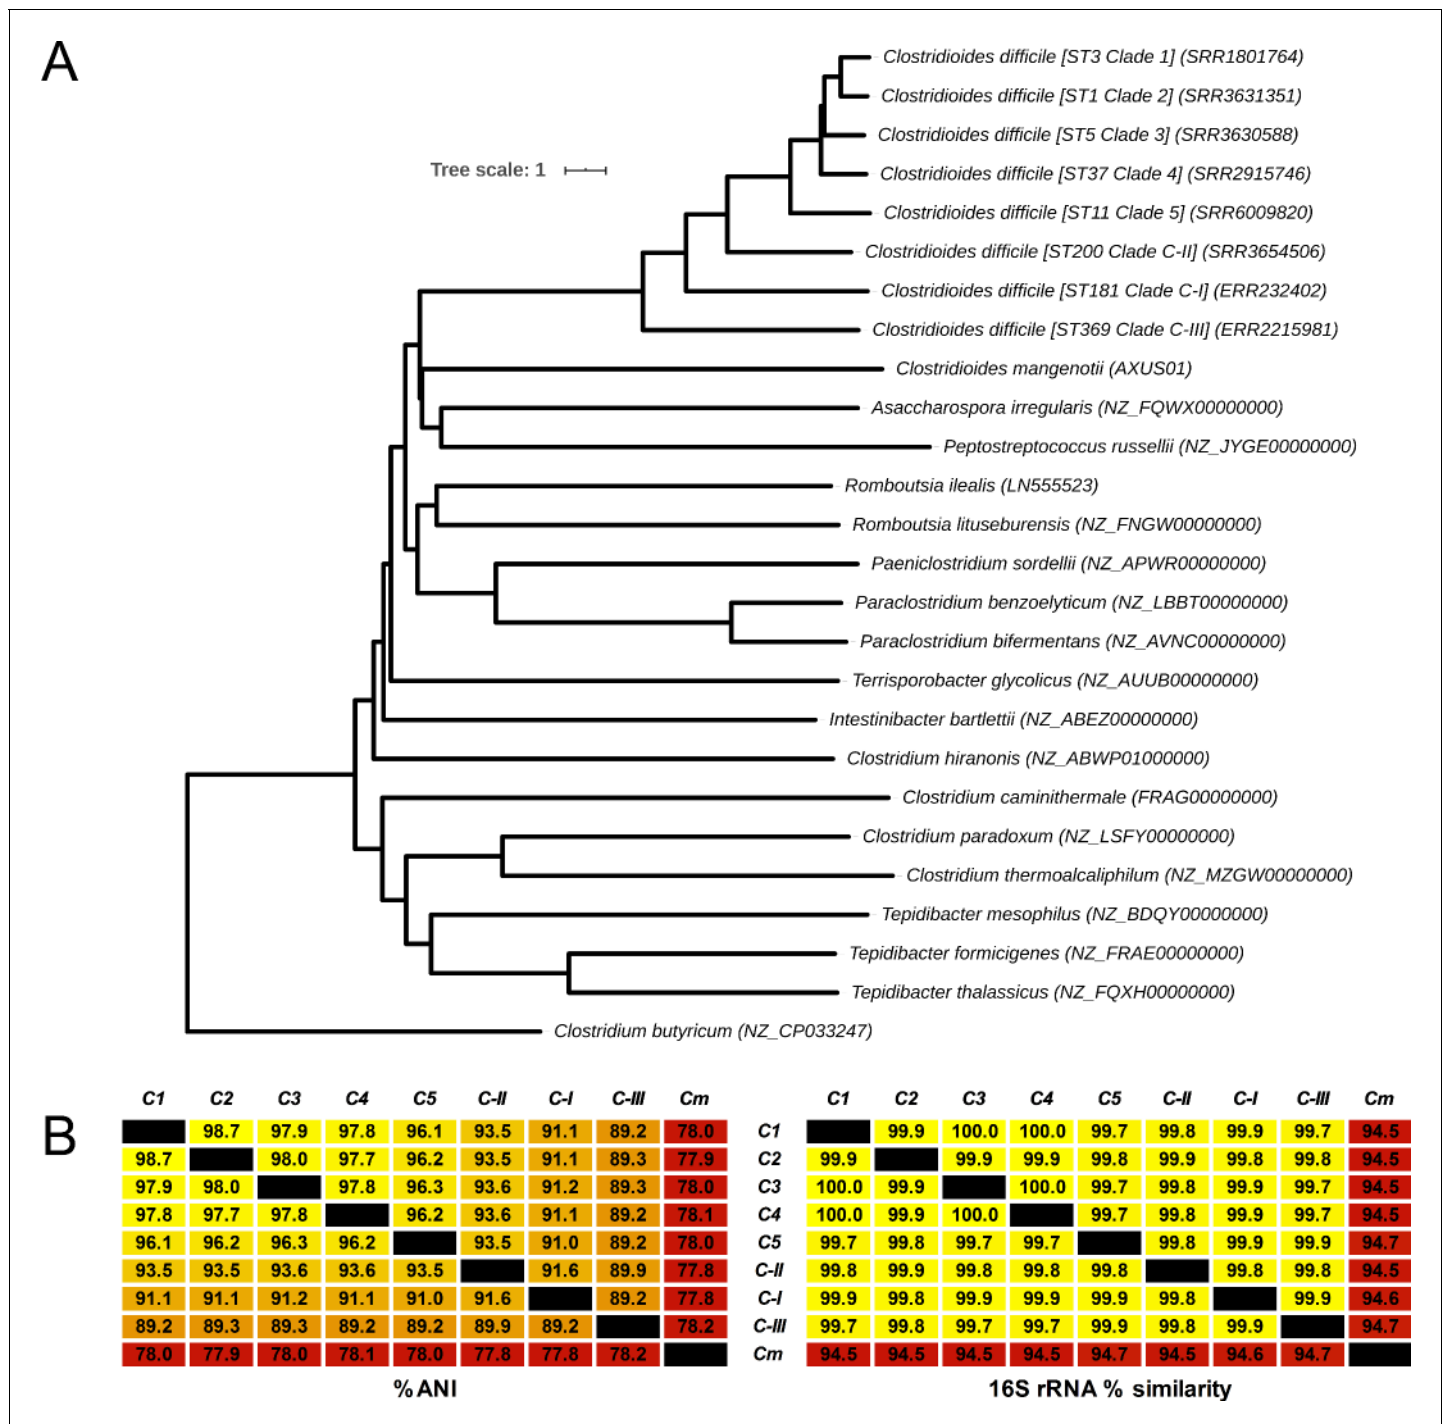 A
Clostridioides difficile [ST3 Clade 1] (SRR1801764)
Clostridioides difficile [ST1 Clade 2] (SRR3631351)
Clostridioides difficile [ST5 Clade 3] (SRR3630588)
Tree scale: 1
Clostridioides difficile [ST37 Clade 4] (SRR2915746)
Clostridioides difficile [ST11 Clade 5] (SRR6009820)
Clostridioides difficile [ST200 Clade C-II] (SRR3654506)
Clostridioides difficile [ST181 Clade C-I] (ERR232402)
Clostridioides difficile [ST369 Clade C-III] (ERR2215981)
Clostridioides mangenotii (AXUS01)
Asaccharospora irregularis (NZ_FQWX00000000)
Peptostreptococcus russellii (NZ_JYGE00000000)
Romboutsia ilealis (LN555523)
Romboutsia lituseburensis (NZ_FNGW00000000)
Paeniclostridium sordellii (NZ_APWR00000000)
Paraclostridium benzoelyticum (NZ_LBBT00000000)
Paraclostridium bifermentans (NZ_AVNC00000000)
Terrisporobacter glycolicus (NZ_AUUB00000000)
Intestinibacter bartlettii (NZ_ABEZ00000000)
Clostridium hiranonis (NZ_ABWP01000000)
Clostridium caminithermale (FRAG00000000)
Clostridium paradoxum (NZ_LSFY00000000)
Clostridium thermoalcaliphilum (NZ_MZGW00000000)
Tepidibacter mesophilus (NZ_BDQY00000000)
Tepidibacter formicigenes (NZ_FRAE00000000)
Tepidibacter thalassicus (NZ_FQXH00000000)
Clostridium butyricum (NZ_CP033247)
B
C1 C2 C3 C4 C5 C-II C-I C-III Cm C1 C2 C3 C4 C5 C-II C-I C-III Cm
98.7 97.9 97.8 96.1 93.5 91.1 89.2 78.0 C1 99.9 100.0 100.0 99.7 99.8 99.9 99.7 94.5
98.7 98.0 97.7 96.2 93.5 91.1 89.3 77.9 C2 99.9 99.9 99.9 99.8 99.9 99.8 99.8 94.5
97.9 98.0 97.8 96.3 93.6 91.2 89.3 78.0 C3 100.0 99.9 100.0 99.7 99.8 99.9 99.7 94.5
97.8 97.7 97.8 96.2 93.6 91.1 89.2 78.1 C4 100.0 99.9 100.0 99.7 99.8 99.9 99.7 94.5
96.1 96.2 96.3 96.2 93.5 91.0 89.2 78.0 C5 99.7 99.8 99.7 99.7 99.8 99.9 99.9 94.7
93.5 93.5 93.6 93.6 93.5 91.6 89.9 77.8 C-II 99.8 99.9 99.8 99.8 99.8 99.8 99.8 94.5
91.1 91.1 91.2 91.1 91.0 91.6 89.2 77.8 C-I 99.9 99.8 99.9 99.9 99.9 99.8 99.9 94.6
89.2 89.3 89.3 89.2 89.2 89.9 89.2 78.2 C-III 99.7 99.8 99.7 99.7 99.9 99.8 99.9 94.7
78.0 77.9 78.0 78.1 78.0 77.8 77.8 78.2 Cm 94.5 94.5 94.5 94.5 94.7 94.5 94.6 94.7
%ANI 16S rRNA % similarity